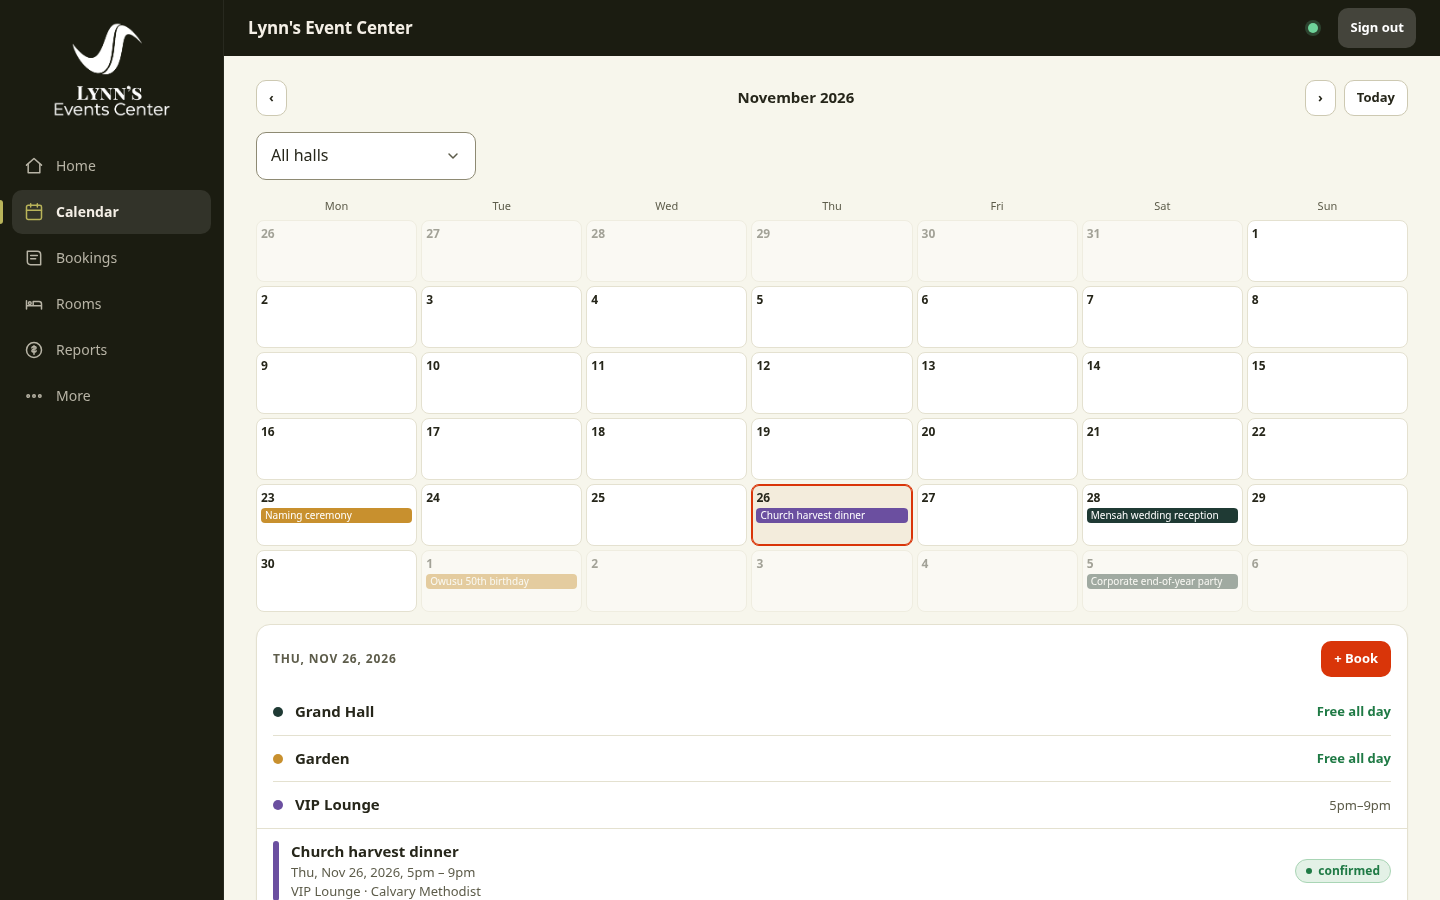 LYNN'S
Events Center
Home
Calendar
Bookings
Rooms
Reports
More
Lynn's Event Center
Sign out
‹
November 2026
›
Today
All halls
Mon Tue Wed Thu Fri Sat Sun
26 27 28 29 30 31 1
2 3 4 5 6 7 8
9 10 11 12 13 14 15
16 17 18 19 20 21 22
23 24 25 26 27 28 29
Naming ceremony Church harvest dinner Mensah wedding reception
30 1 2 3 4 5 6
Owusu 50th birthday Corporate end-of-year party
THU, NOV 26, 2026
+ Book
Grand Hall Free all day
Garden Free all day
VIP Lounge 5pm–9pm
Church harvest dinner
Thu, Nov 26, 2026, 5pm – 9pm
confirmed
VIP Lounge · Calvary Methodist